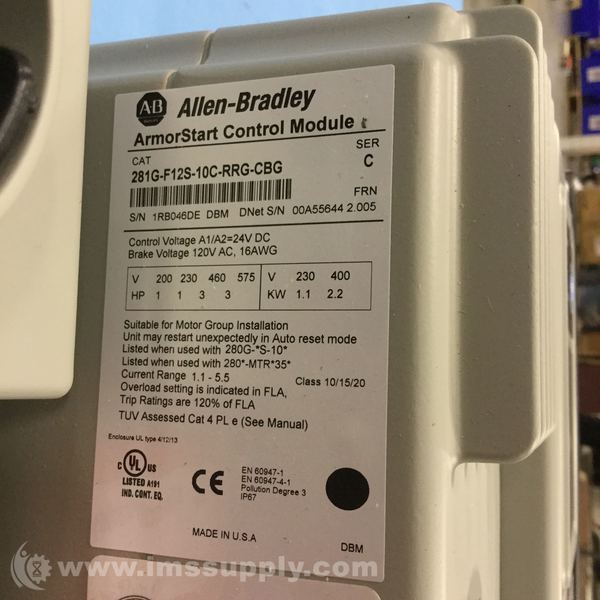 AB Allen-Bradley
ArmorStart Control Module
CAT SER
281G-F12S-10C-RRG-CBG C
FRN
S/N 1RB046DE DBM DNet S/N 00A55644 2.005
Control Voltage A1/A2=24V DC
Brake Voltage 120V AC, 16AWG
V 200 230 460 575 V 230 400
HP 1 1 3 3 KW 1.1 2.2
Suitable for Motor Group Installation
Unit may restart unexpectedly in Auto reset mode
Listed when used with 280G-*S-10*
Listed when used with 280*-MTR*35*
Current Range 1.1 - 5.5 Class 10/15/20
Overload setting is indicated in FLA,
Trip Ratings are 120% of FLA
TUV Assessed Cat 4 PL e (See Manual)
Enclosure UL type 4/12/13
C UL US
LISTED A191
IND. CONT. EQ.
CE
EN 60947-1
EN 60947-4-1
Pollution Degree 3
IP67
MADE IN U.S.A
DBM
www.imssupply.com